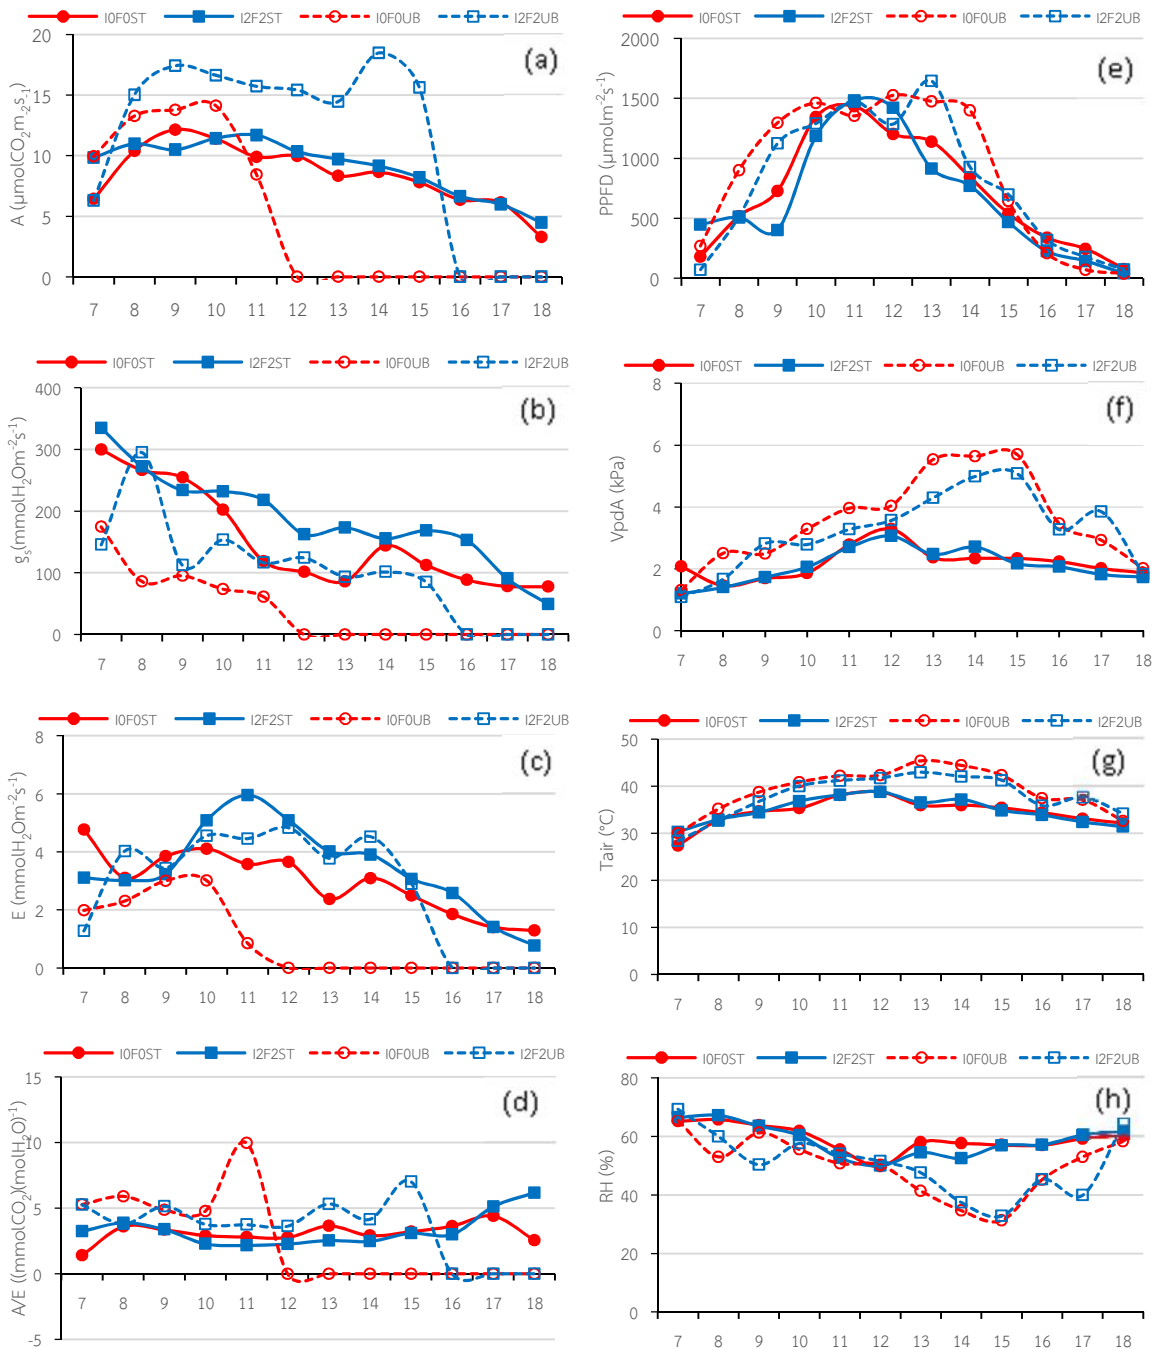 I0F0ST I2F2ST I0F0UB I2F2UB
(a)
A (µmolCO2m-2s-1)
20
15
10
5
0
7 8 9 10 11 12 13 14 15 16 17 18
I0F0ST I2F2ST I0F0UB I2F2UB
(e)
PPFD (µmolm-2s-1)
2000
1500
1000
500
0
7 8 9 10 11 12 13 14 15 16 17 18
I0F0ST I2F2ST I0F0UB I2F2UB
(b)
gs(mmolH2Om-2s-1)
400
300
200
100
0
7 8 9 10 11 12 13 14 15 16 17 18
I0F0ST I2F2ST I0F0UB I2F2UB
(f)
VpdA (kPa)
8
6
4
2
0
7 8 9 10 11 12 13 14 15 16 17 18
I0F0ST I2F2ST I0F0UB I2F2UB
(c)
E (mmolH2Om-2s-1)
8
6
4
2
0
7 8 9 10 11 12 13 14 15 16 17 18
I0F0ST I2F2ST I0F0UB I2F2UB
(g)
Tair (°C)
50
40
30
20
10
0
7 8 9 10 11 12 13 14 15 16 17 18
I0F0ST I2F2ST I0F0UB I2F2UB
(d)
A/E ((mmolCO2)(molH2O)-1)
15
10
5
0
-5
7 8 9 10 11 12 13 14 15 16 17 18
I0F0ST I2F2ST I0F0UB I2F2UB
(h)
RH (%)
80
60
40
20
0
7 8 9 10 11 12 13 14 15 16 17 18